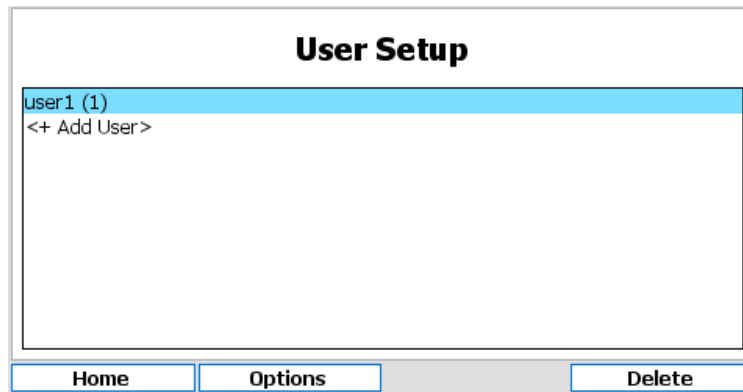 User Setup
user1 (1)
<+ Add User>
Home Options Delete